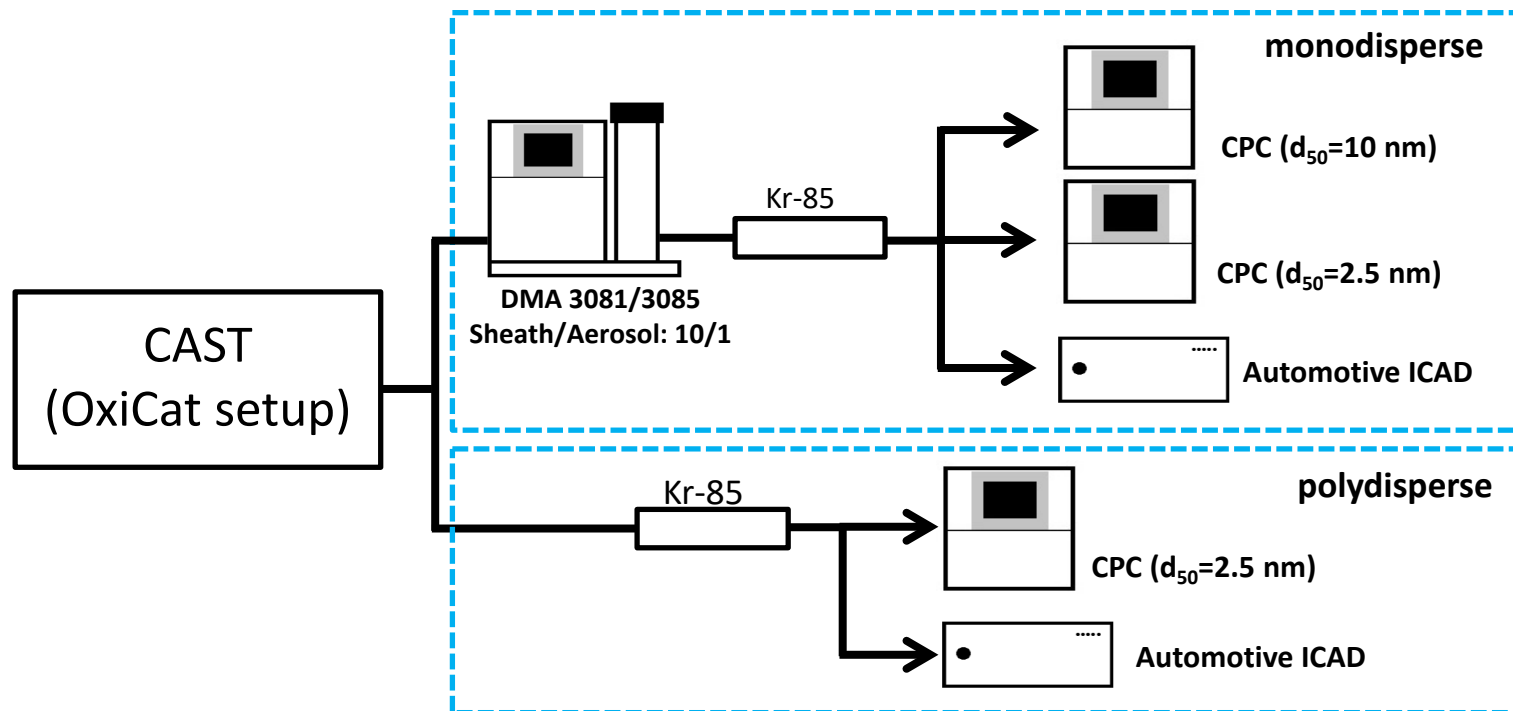 monodisperse
CPC (d₅₀=10 nm)
Kr-85
CPC (d₅₀=2.5 nm)
DMA 3081/3085
Sheath/Aerosol: 10/1
Automotive ICAD
CAST
(OxiCat setup)
polydisperse
Kr-85
CPC (d₅₀=2.5 nm)
Automotive ICAD